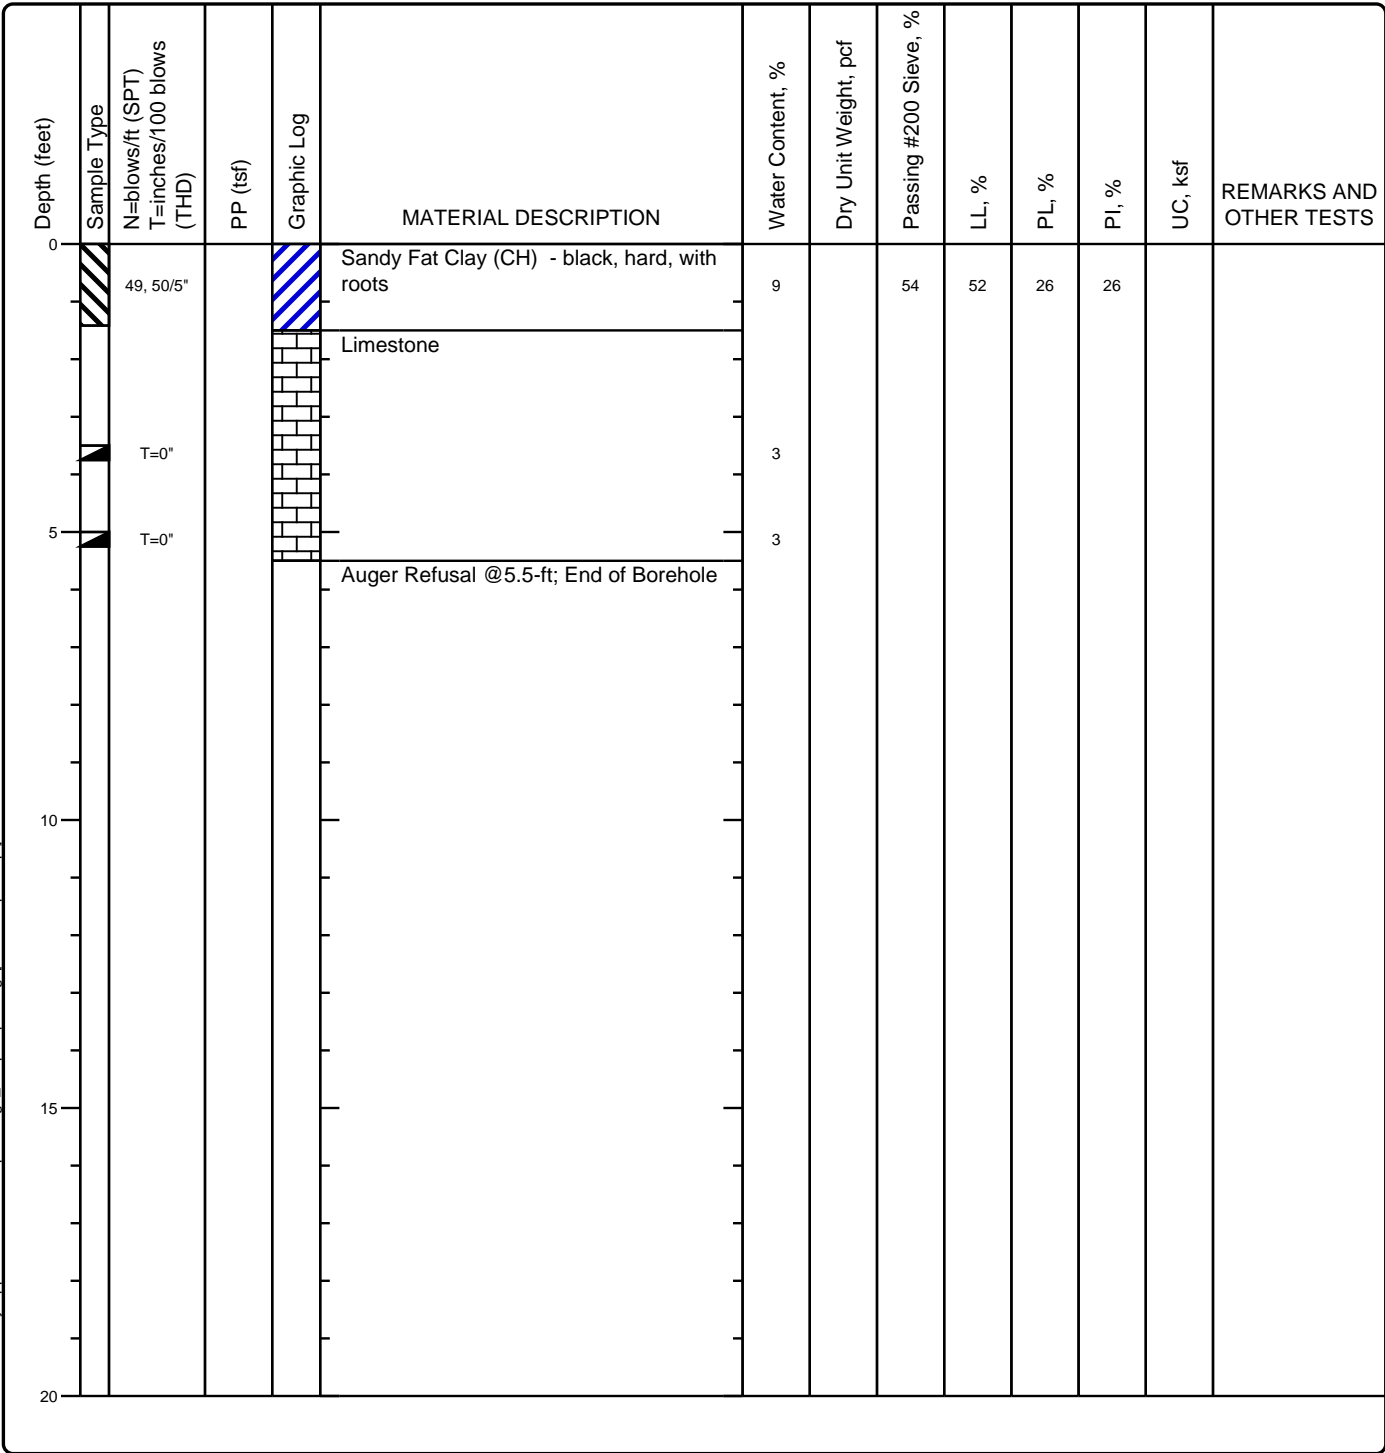 Depth (feet)
Sample Type
N=blows/ft (SPT)
T=inches/100 blows
(THD)
PP (tsf)
Graphic Log
MATERIAL DESCRIPTION
Water Content, %
Dry Unit Weight, pcf
Passing #200 Sieve, %
LL, %
PL, %
PI, %
UC, ksf
REMARKS AND
OTHER TESTS
0
Sandy Fat Clay (CH) - black, hard, with
roots
49, 50/5"
9
54
52
26
26
Limestone
T=0"
3
5
T=0"
3
Auger Refusal @5.5-ft; End of Borehole
10
15
20